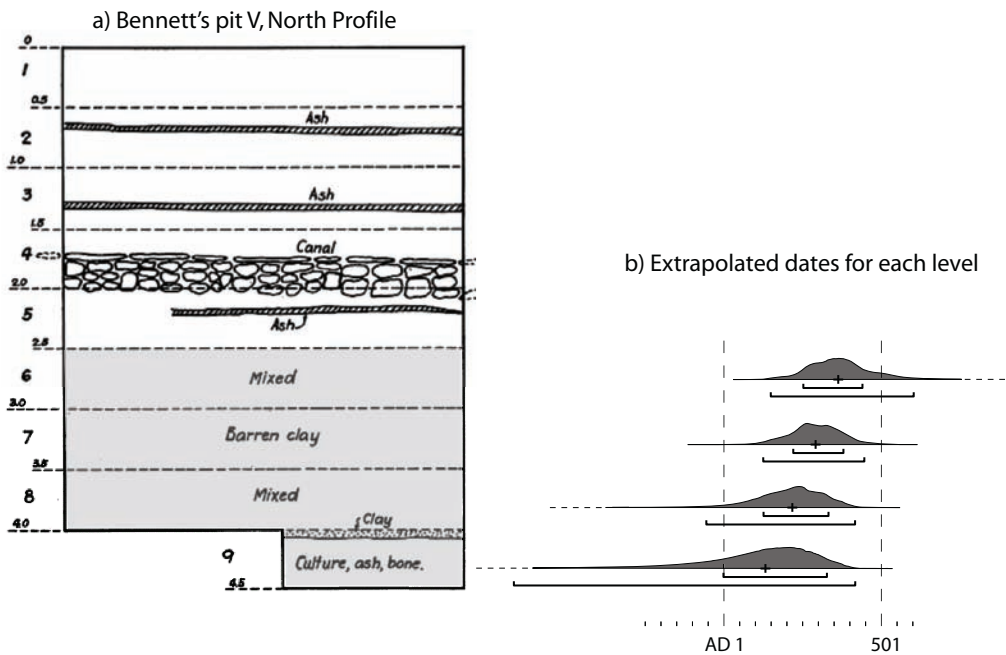 a) Bennett's pit V, North Profile
0
1
0.5
Ash
2
1.0
Ash
3
1.5
Canal
4
2.0
5
Ash
2.5
6
Mixed
3.0
7
Barren clay
3.5
8
Mixed
4.0
Clay
9
Culture, ash, bone.
4.5
b) Extrapolated dates for each level
AD 1
501